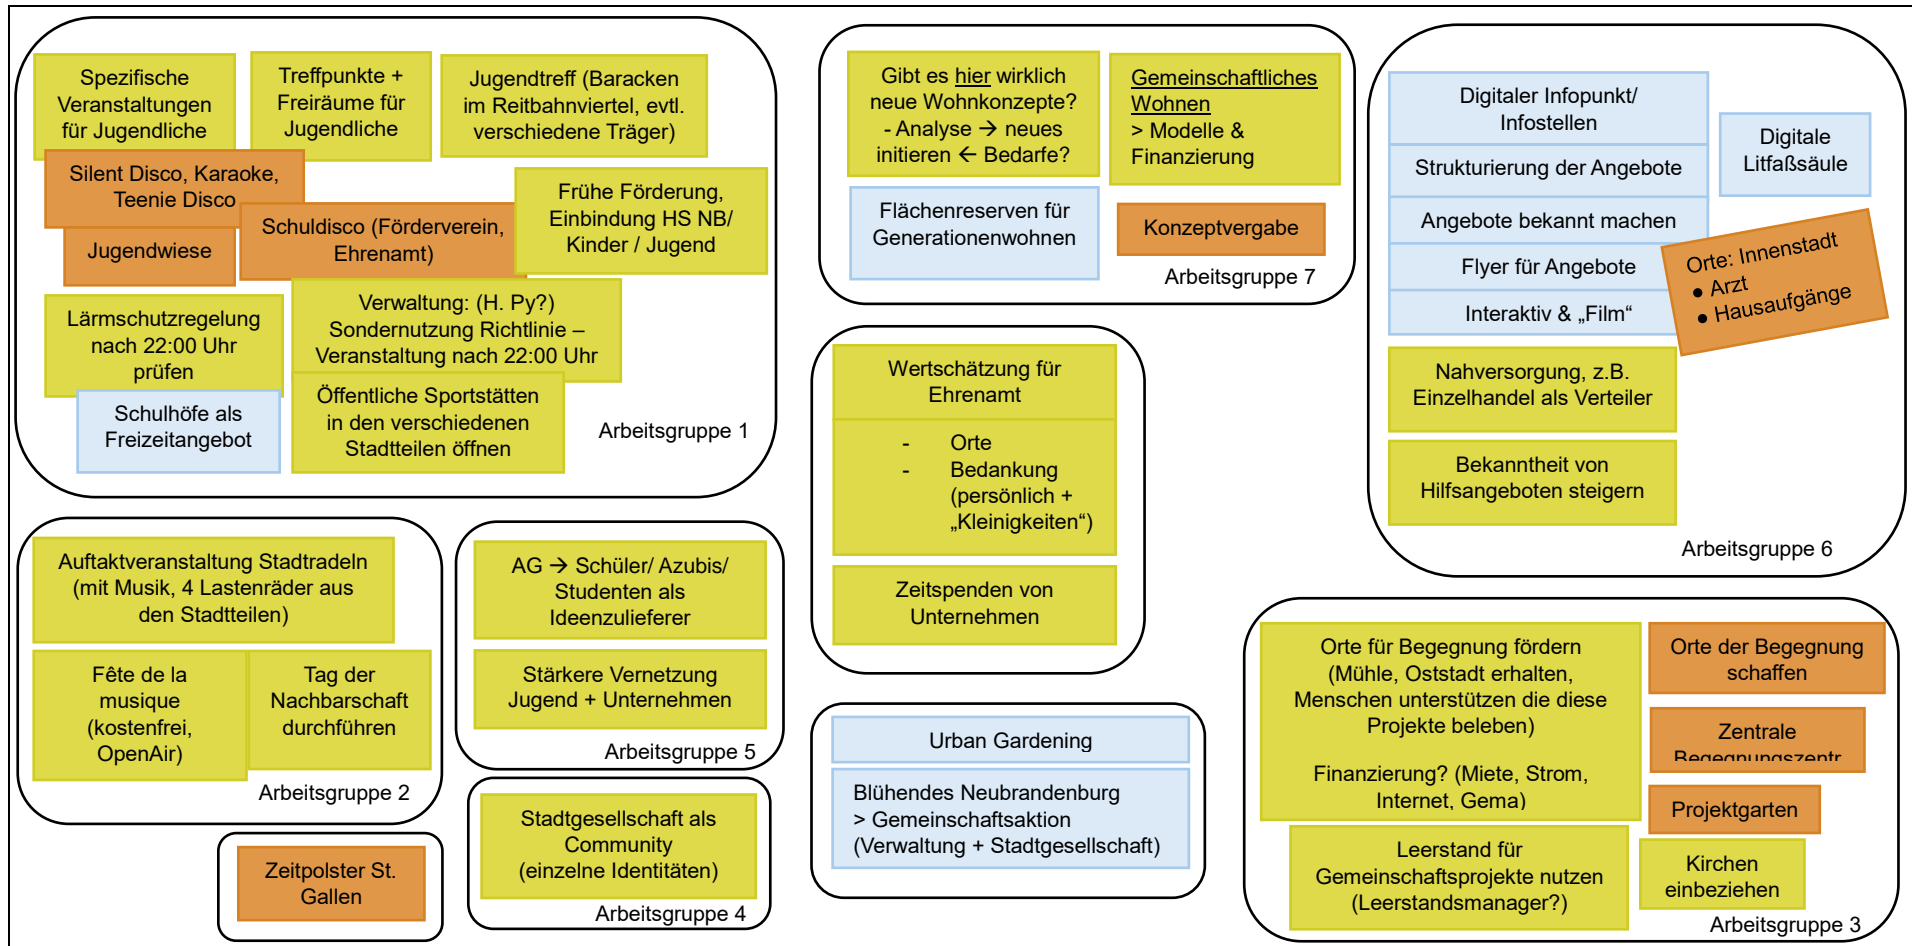 Spezifische
Veranstaltungen
für Jugendliche
Treffpunkte +
Freiräume für
Jugendliche
Jugendtreff (Baracken
im Reitbahnviertel, evtl.
verschiedene Träger)
Silent Disco, Karaoke,
Teenie Disco
Jugendwiese
Schuldisco (Förderverein,
Ehrenamt)
Frühe Förderung,
Einbindung HS NB/
Kinder / Jugend
Lärmschutzregelung
nach 22:00 Uhr
prüfen
Verwaltung: (H. Py?)
Sondernutzung Richtlinie –
Veranstaltung nach 22:00 Uhr
Schulhöfe als
Freizeitangebot
Öffentliche Sportstätten
in den verschiedenen
Stadtteilen öffnen
Arbeitsgruppe 1
Gibt es hier wirklich
neue Wohnkonzepte?
- Analyse → neues
initieren ← Bedarfe?
Gemeinschaftliches
Wohnen
> Modelle &
Finanzierung
Flächenreserven für
Generationenwohnen
Konzeptvergabe
Arbeitsgruppe 7
Digitaler Infopunkt/
Infostellen
Strukturierung der Angebote
Angebote bekannt machen
Flyer für Angebote
Interaktiv & „Film“
Digitale
Litfaßsäule
Orte: Innenstadt
● Arzt
● Hausaufgänge
Nahversorgung, z.B.
Einzelhandel als Verteiler
Bekanntheit von
Hilfsangeboten steigern
Arbeitsgruppe 6
Wertschätzung für
Ehrenamt
- Orte
- Bedankung
(persönlich +
„Kleinigkeiten“)
Zeitspenden von
Unternehmen
Auftaktveranstaltung Stadtradeln
(mit Musik, 4 Lastenräder aus
den Stadtteilen)
Fête de la
musique
(kostenfrei,
OpenAir)
Tag der
Nachbarschaft
durchführen
Arbeitsgruppe 2
AG → Schüler/ Azubis/
Studenten als
Ideenzulieferer
Stärkere Vernetzung
Jugend + Unternehmen
Arbeitsgruppe 5
Zeitpolster St.
Gallen
Stadtgesellschaft als
Community
(einzelne Identitäten)
Arbeitsgruppe 4
Urban Gardening
Blühendes Neubrandenburg
> Gemeinschaftsaktion
(Verwaltung + Stadtgesellschaft)
Orte für Begegnung fördern
(Mühle, Oststadt erhalten,
Menschen unterstützen die diese
Projekte beleben)
Finanzierung? (Miete, Strom,
Internet, Gema)
Orte der Begegnung
schaffen
Zentrale
Begegnungszentr
Projektgarten
Leerstand für
Gemeinschaftsprojekte nutzen
(Leerstandsmanager?)
Kirchen
einbeziehen
Arbeitsgruppe 3